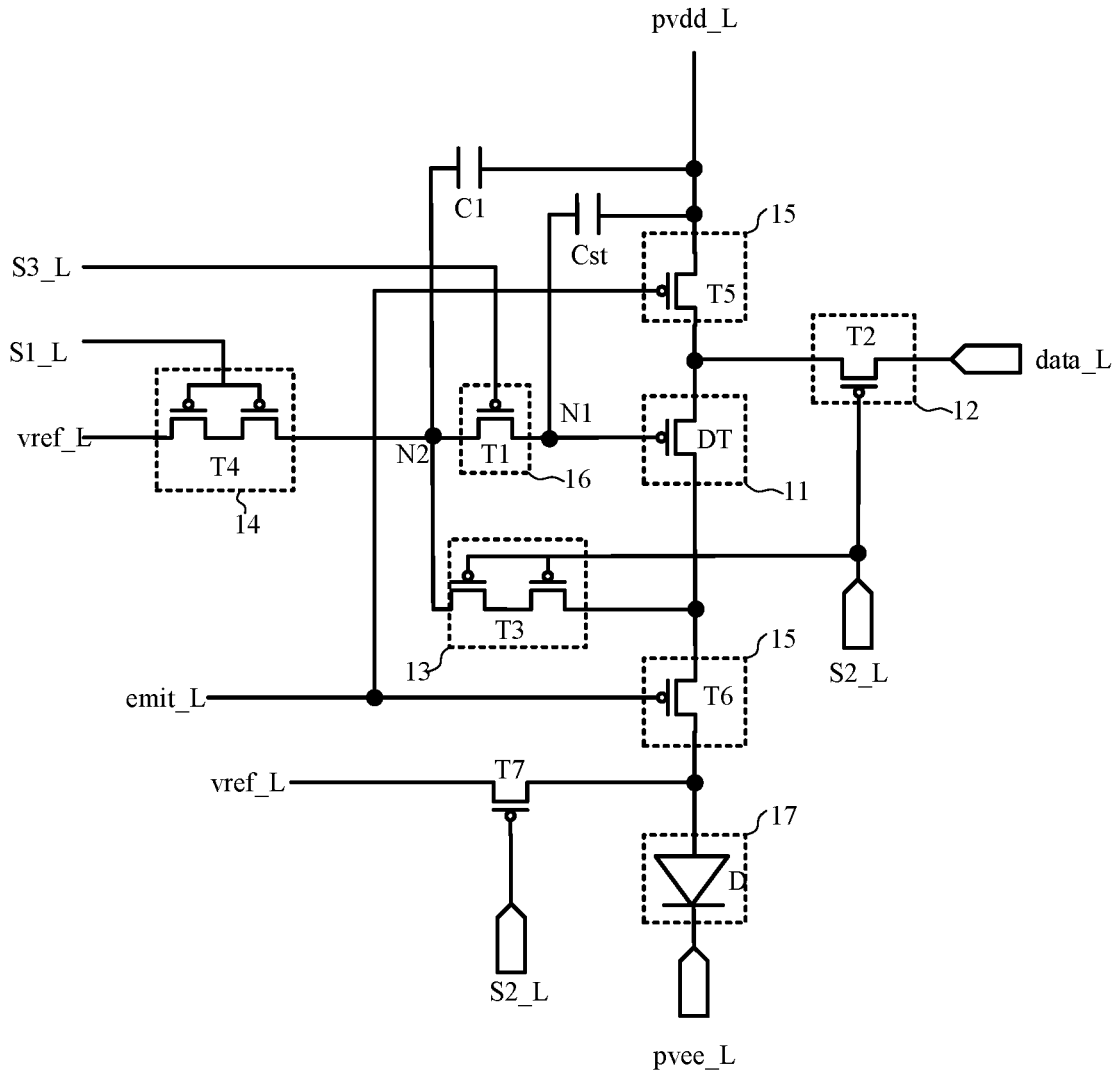 pvdd_L
C1
15
Cst
S3_L
T5
T2
S1_L
data_L
12
N1
vref_L
N2
T1
DT
T4
16
11
14
T3
15
13
S2_L
T6
emit_L
T7
vref_L
17
D
S2_L
pvee_L